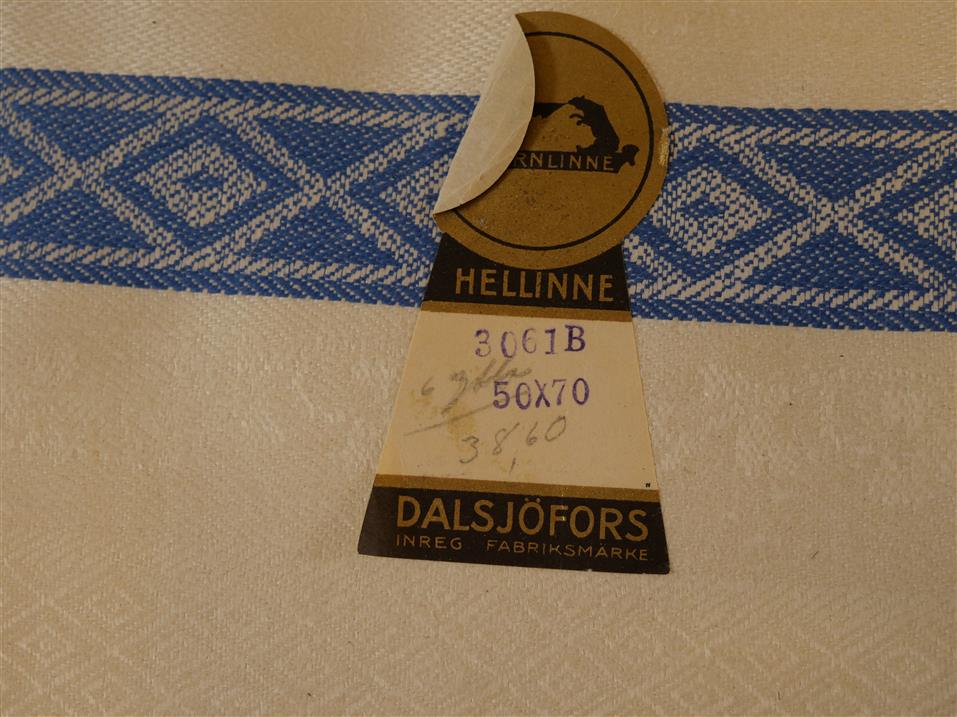 RNLINNE
HELLINNE
3061B
50X70
38,60
DALSJÖFORS
INREG FABRIKSMÄRKE